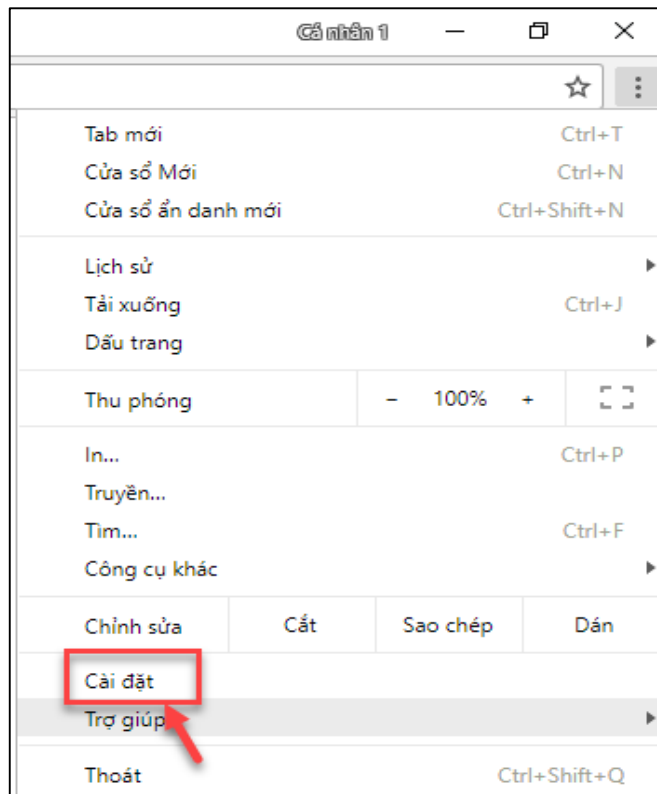 Cá nhân 1
Tab mới Ctrl+T
Cửa sổ Mới Ctrl+N
Cửa sổ ẩn danh mới Ctrl+Shift+N
Lịch sử
Tải xuống Ctrl+J
Dấu trang
Thu phóng − 100% +
In... Ctrl+P
Truyền...
Tìm... Ctrl+F
Công cụ khác
Chỉnh sửa Cắt Sao chép Dán
Cài đặt
Trợ giúp
Thoát Ctrl+Shift+Q